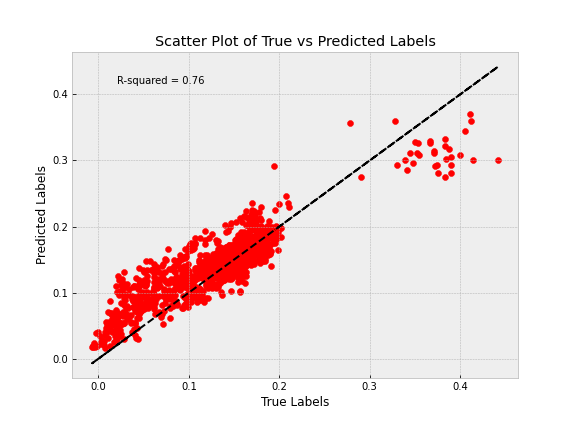 Scatter Plot of True vs Predicted Labels
R-squared = 0.76
Predicted Labels
0.4
0.3
0.2
0.1
0.0
0.0 0.1 0.2 0.3 0.4
True Labels